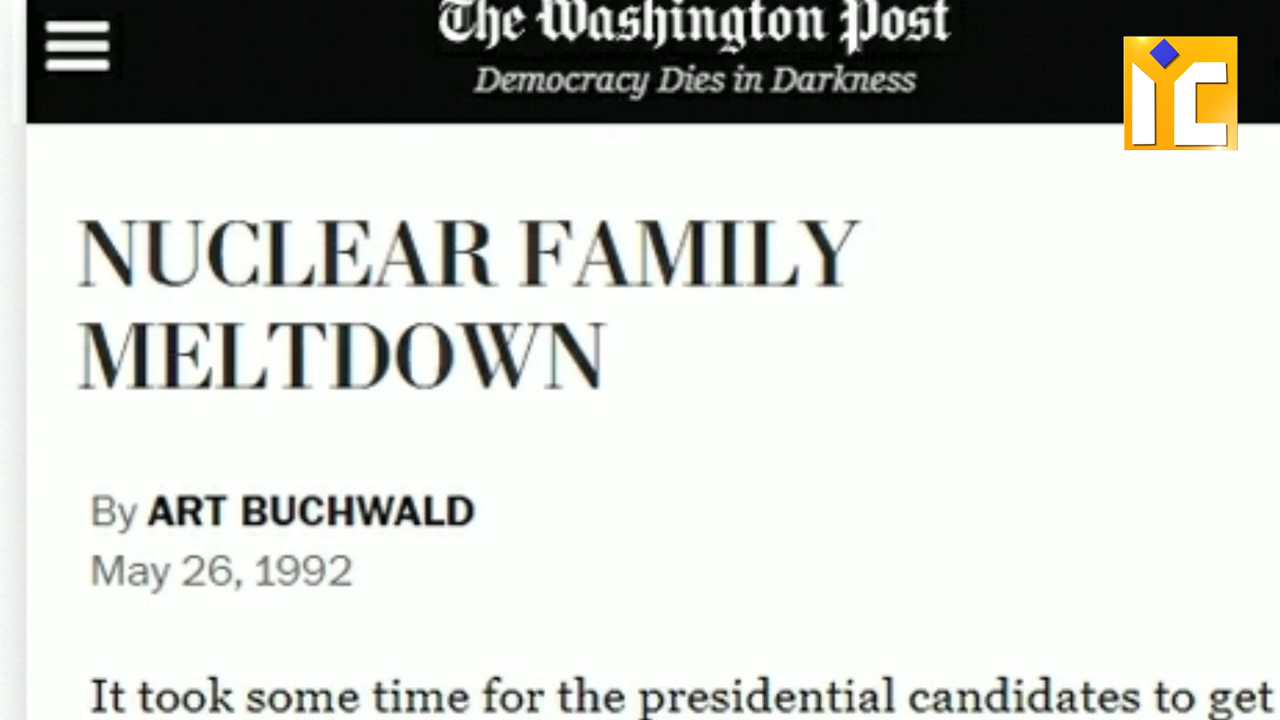 The Washington Post
Democracy Dies in Darkness
YC
NUCLEAR FAMILY
MELTDOWN
By ART BUCHWALD
May 26, 1992
It took some time for the presidential candidates to get